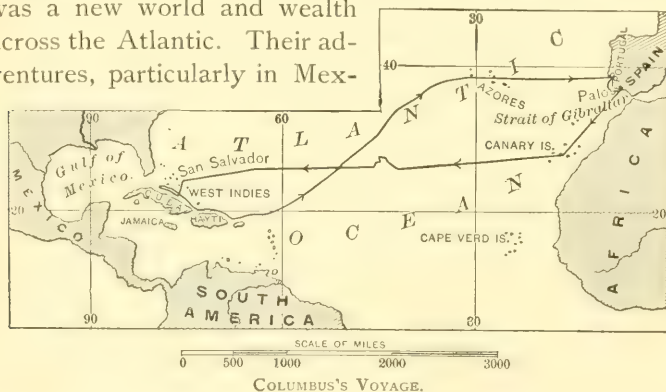 was a new world and wealth
across the Atlantic. Their ad-
ventures, particularly in Mex-
30
40
90
60
ATLANTIC
OCEAN
PORTUGAL
SPAIN
AZORES
Palos
Strait of Gibraltar
CANARY IS.
San Salvador
Gulf of
Mexico.
MEXICO
CUBA
WEST INDIES
JAMAICA
HAYTI
20
20
CAPE VERD IS.
AFRICA
SOUTH
AMERICA
90
60
30
SCALE OF MILES
0 500 1000 2000 3000
COLUMBUS'S VOYAGE.